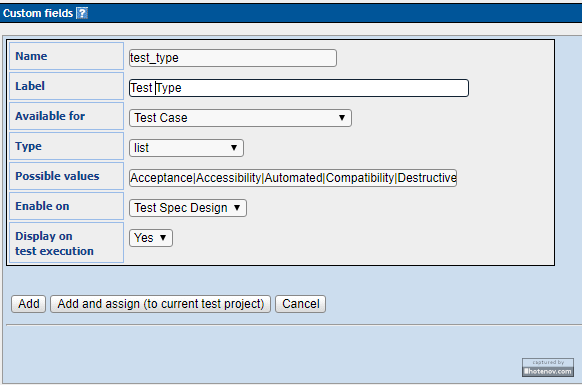 Custom fields ?
Name test_type
Label Test Type
Available for Test Case
Type list
Possible values Acceptance|Accessibility|Automated|Compatibility|Destructive
Enable on Test Spec Design
Display on
test execution Yes
Add Add and assign (to current test project) Cancel
captured by
hotenov.com